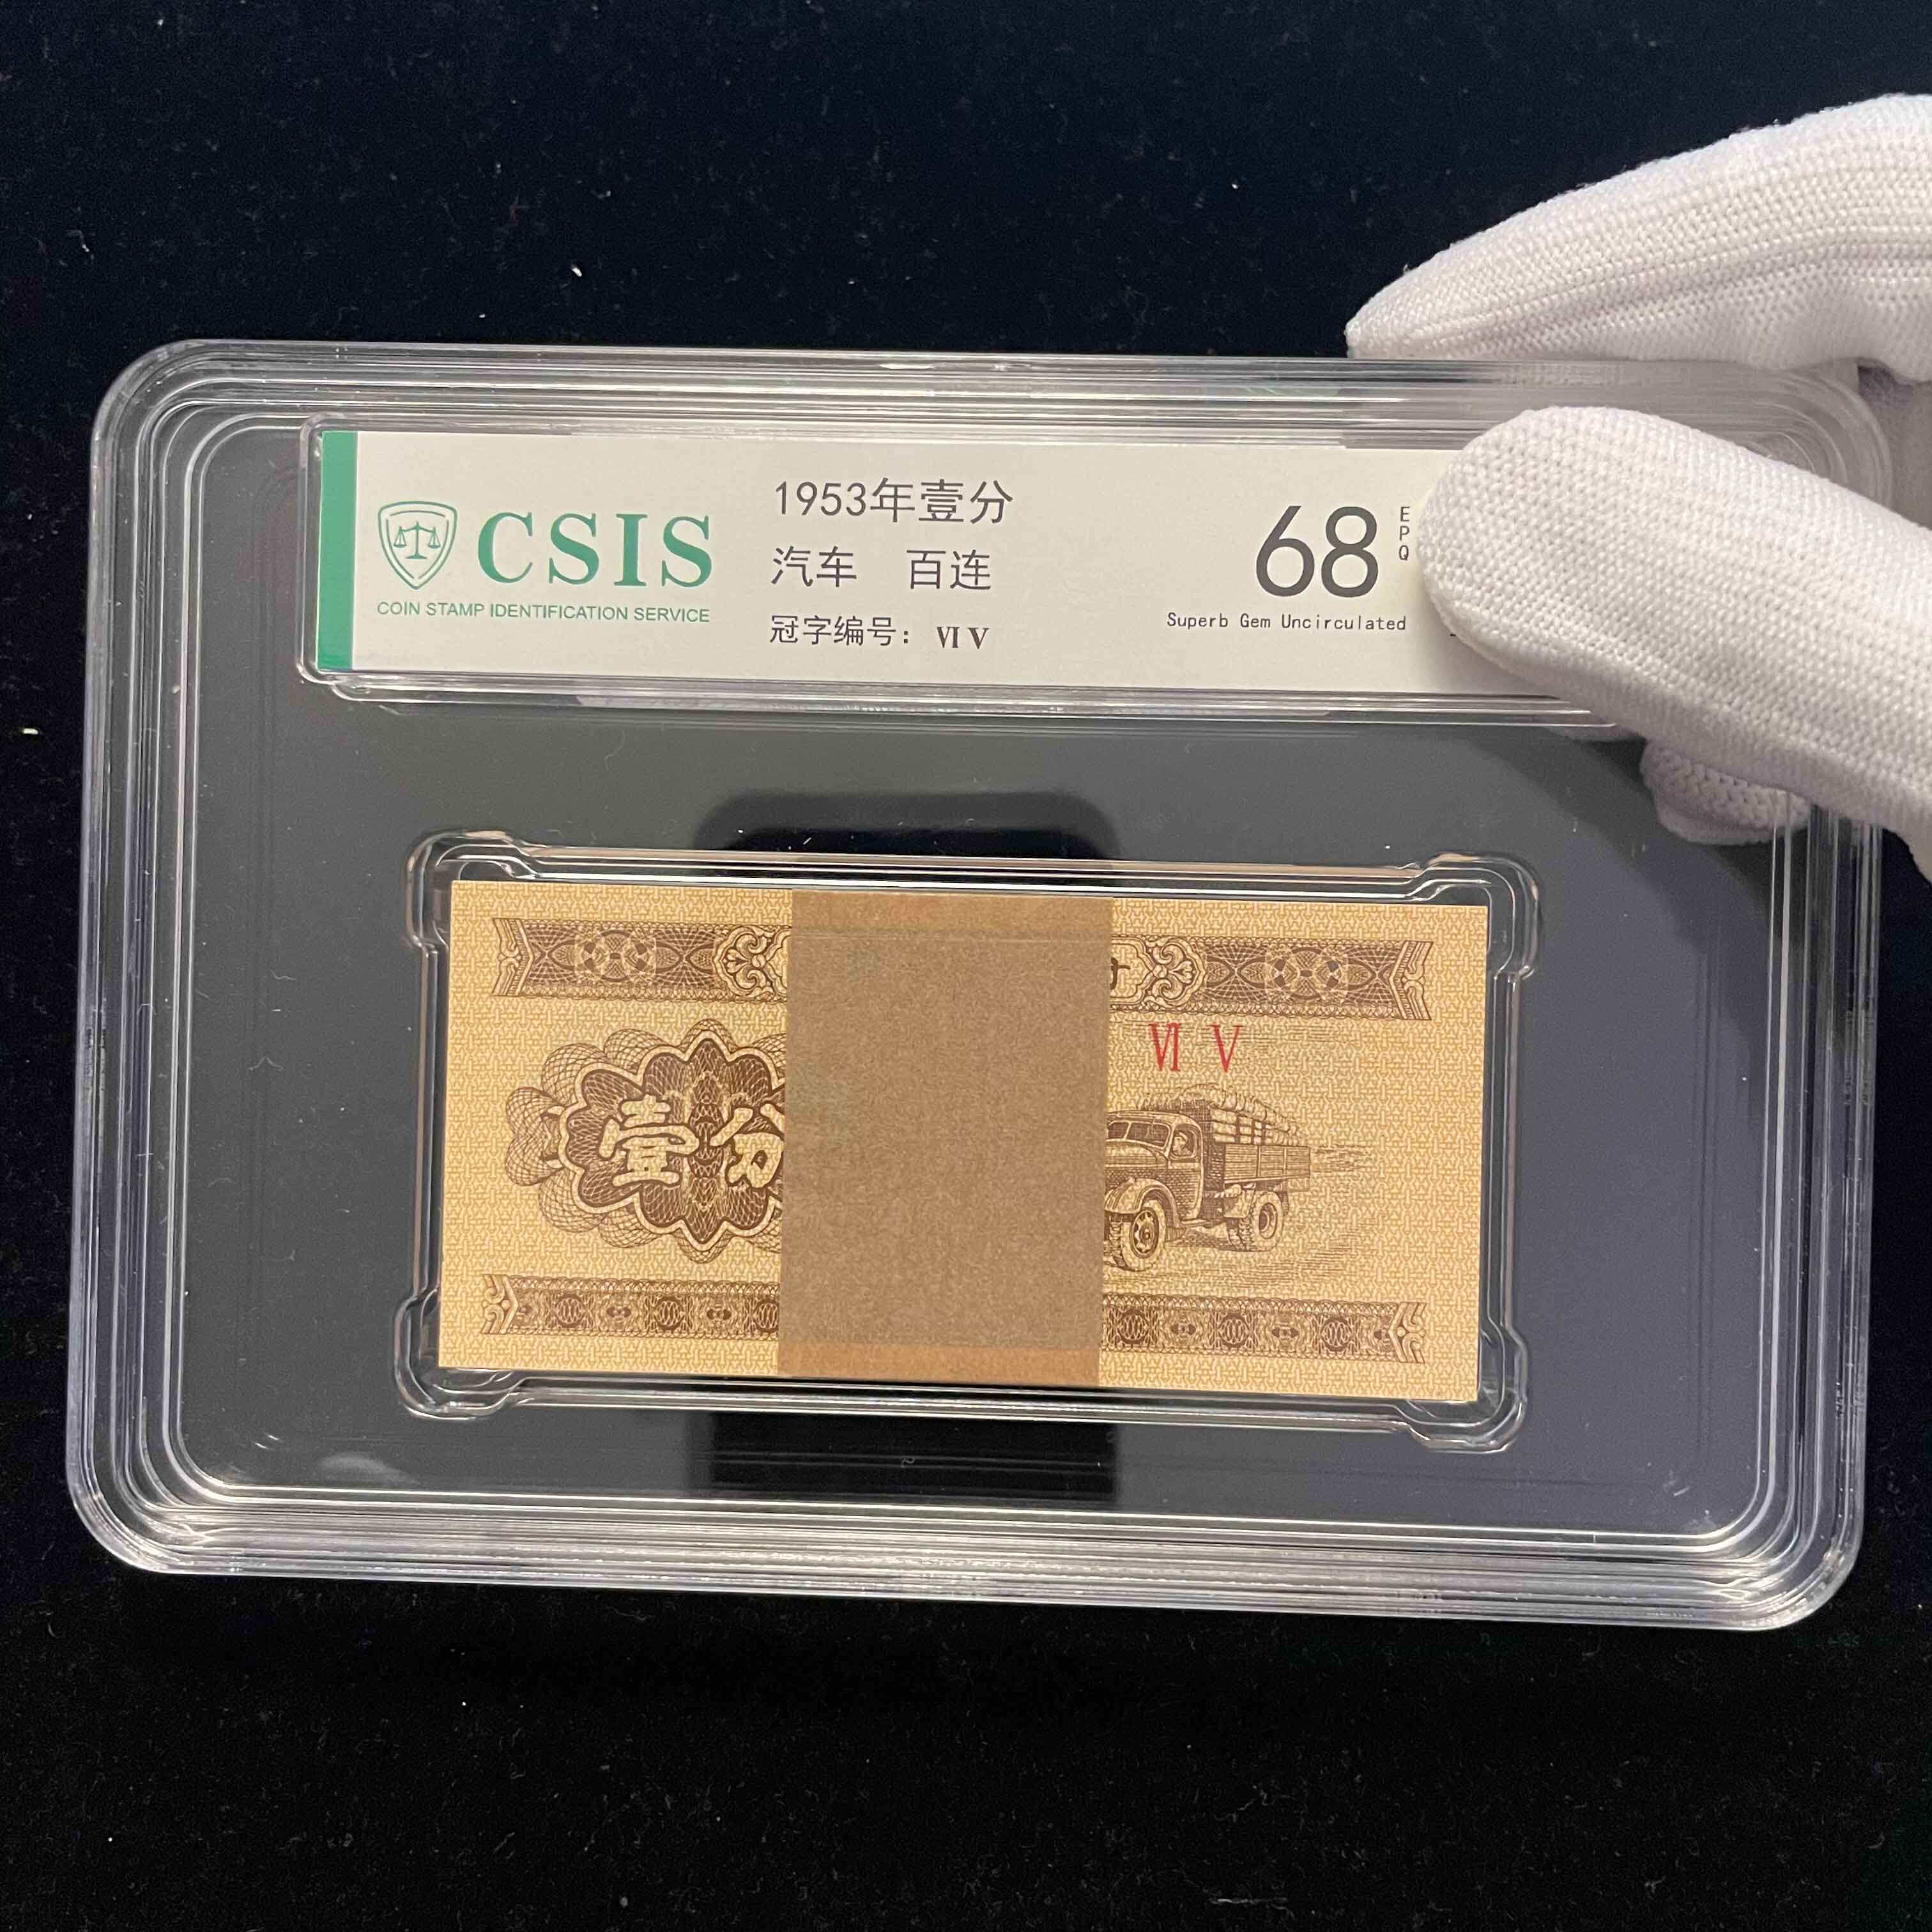 CSIS
COIN STAMP IDENTIFICATION SERVICE
1953年壹分
汽车 百连
冠字编号: VI V
68
EPQ
Superb Gem Uncirculated
VI V
壹分